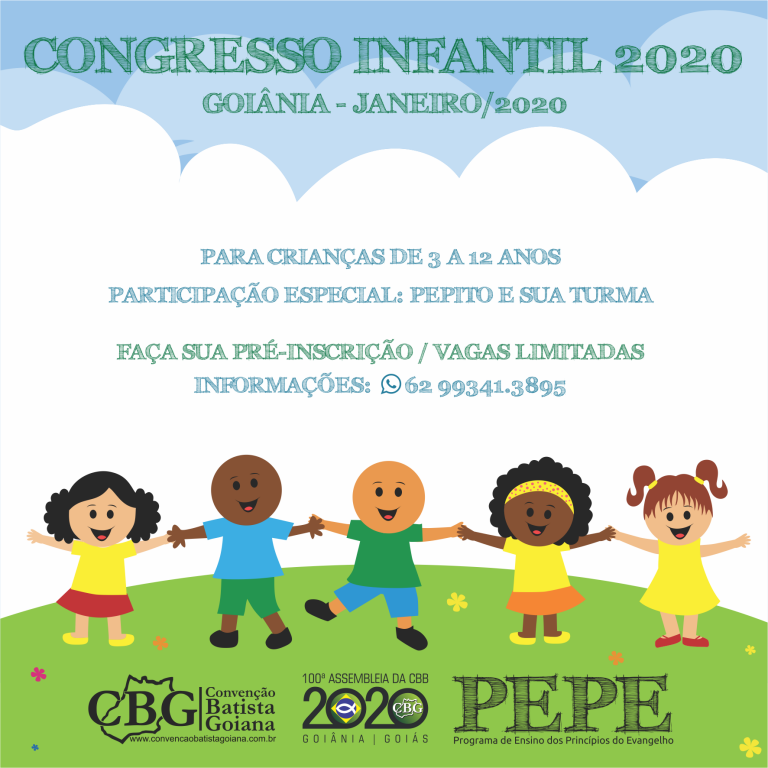 CONGRESSO INFANTIL 2020
GOIÂNIA - JANEIRO/2020
PARA CRIANÇAS DE 3 A 12 ANOS
PARTICIPAÇÃO ESPECIAL: PEPITO E SUA TURMA
FAÇA SUA PRÉ-INSCRIÇÃO / VAGAS LIMITADAS
INFORMAÇÕES: 62 99341.3895
CBG
Convenção
Batista
Goiana
www.convencaobatistagoiana.com.br
100ª ASSEMBLEIA DA CBB
2020
CBG
GOIÂNIA | GOIÁS
PEPE
Programa de Ensino dos Princípios do Evangelho